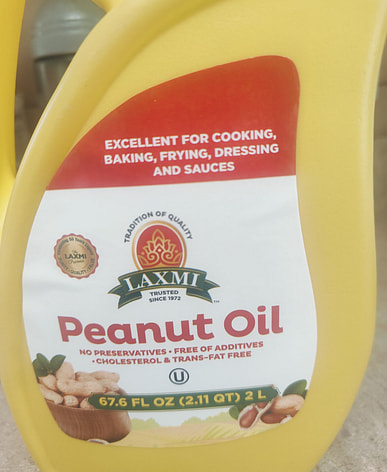 EXCELLENT FOR COOKING,
BAKING, FRYING, DRESSING
AND SAUCES
TRADITION OF QUALITY
LAXMI
TRUSTED
SINCE 1972
LAXMI
Peanut Oil
NO PRESERVATIVES • FREE OF ADDITIVES
• CHOLESTEROL & TRANS-FAT FREE
U
67.6 FL OZ (2.11 QT) 2 L